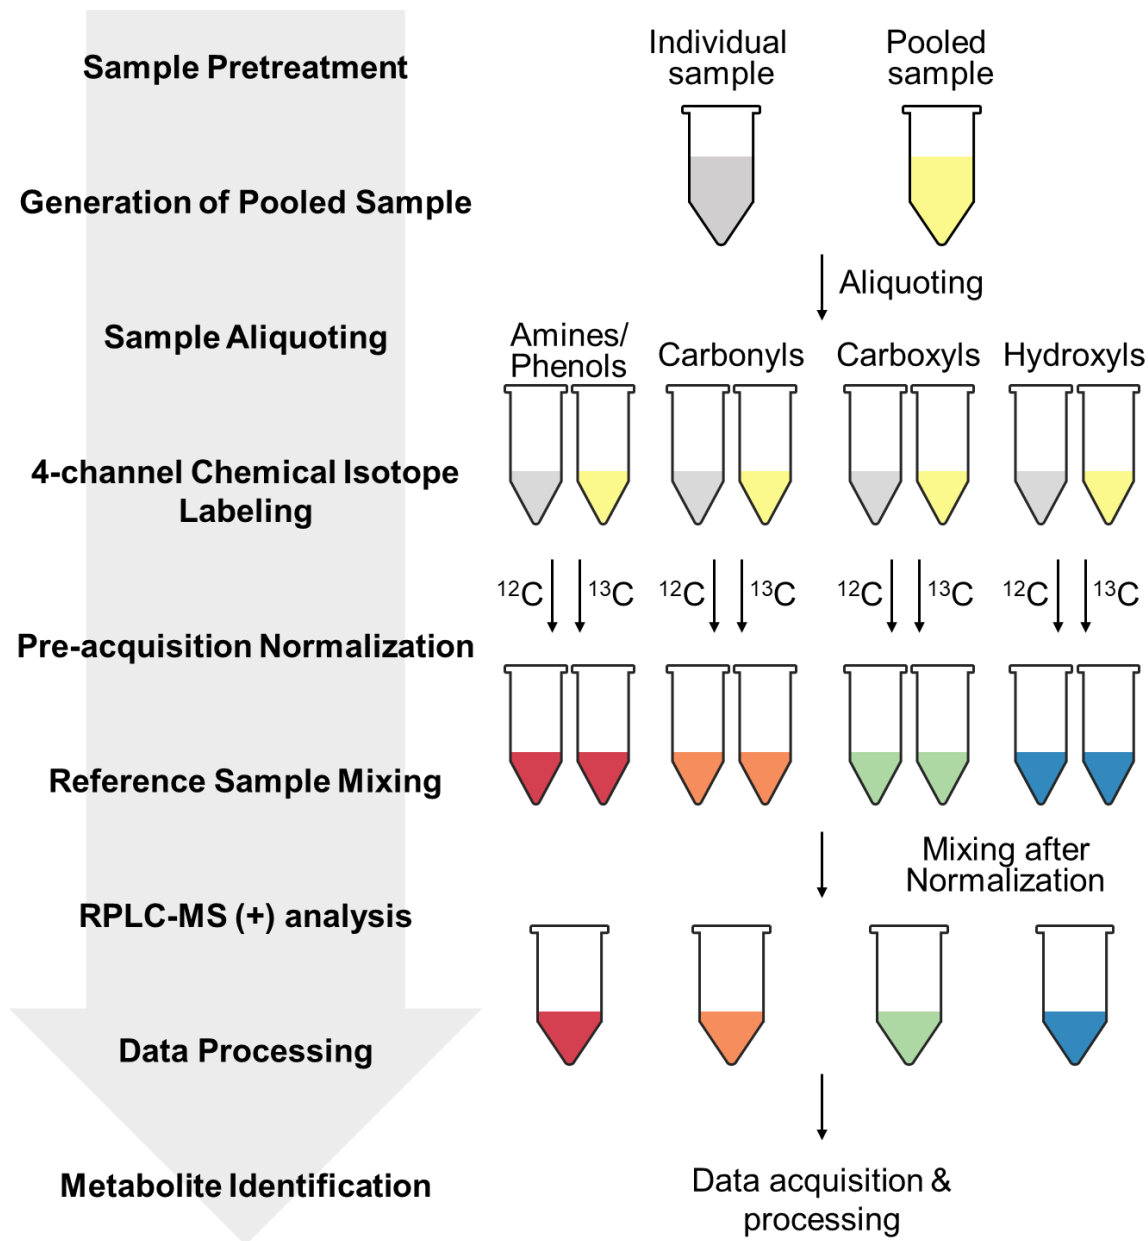 Sample Pretreatment
Generation of Pooled Sample
Sample Aliquoting
4-channel Chemical Isotope
Labeling
Pre-acquisition Normalization
Reference Sample Mixing
RPLC-MS (+) analysis
Data Processing
Metabolite Identification
Individual
sample
Pooled
sample
Aliquoting
Amines/
Phenols
Carbonyls
Carboxyls
Hydroxyls
¹²C
¹³C
¹²C
¹³C
¹²C
¹³C
¹²C
¹³C
Mixing after
Normalization
Data acquisition &
processing